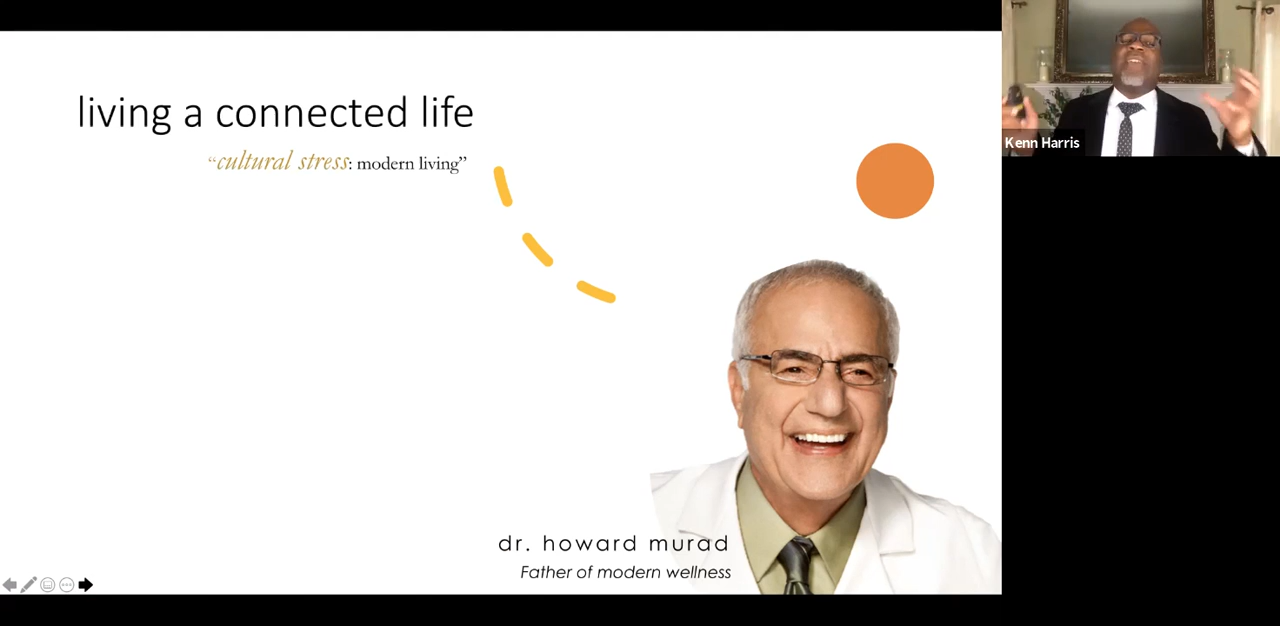 living a connected life
“cultural stress: modern living”
dr. howard murad
Father of modern wellness
Kenn Harris